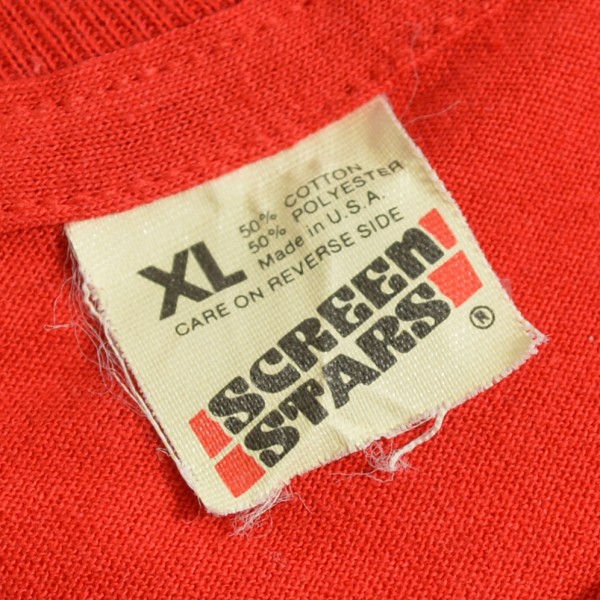 XL
50% COTTON
50% POLYESTER
Made in U.S.A.
CARE ON REVERSE SIDE
SCREEN
STARS ®